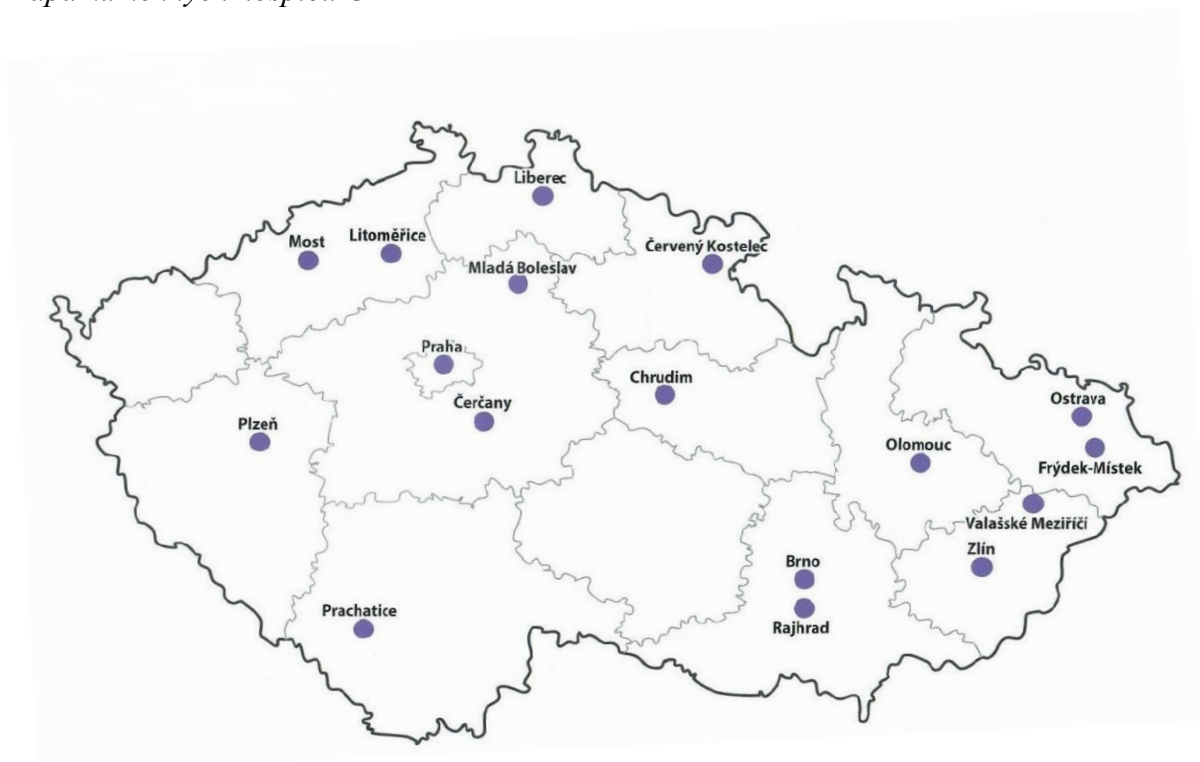 Liberec
Most
Litoměřice
Červený Kostelec
Mladá Boleslav
Praha
Chrudim
Čerčany
Ostrava
Plzeň
Olomouc
Frýdek-Místek
Valašské Meziříčí
Zlín
Brno
Prachatice
Rajhrad